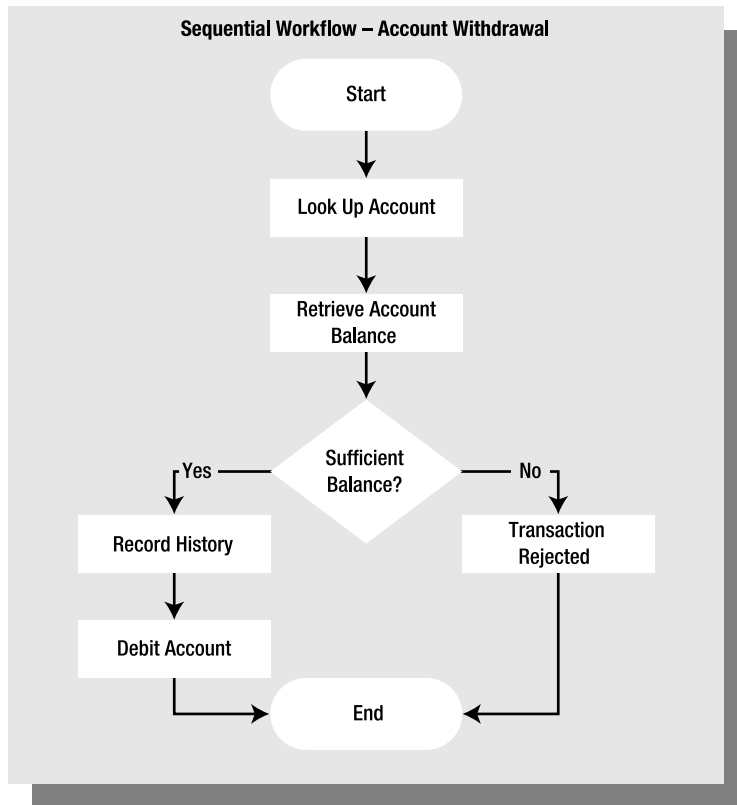 Sequential Workflow – Account Withdrawal
Start
Look Up Account
Retrieve Account
Balance
Sufficient
Balance?
Yes
No
Record History
Transaction
Rejected
Debit Account
End